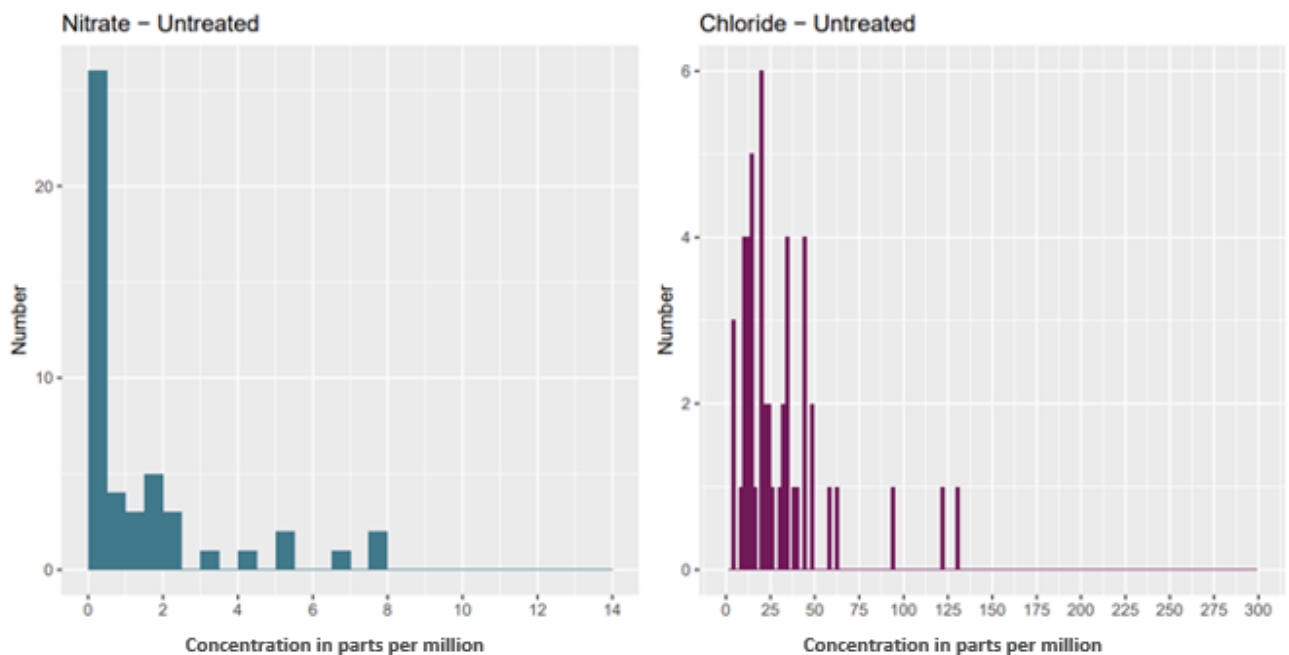 Nitrate − Untreated
20
10
0
Number
0 2 4 6 8 10 12 14
Concentration in parts per million
Chloride − Untreated
6
4
2
0
Number
0 25 50 75 100 125 150 175 200 225 250 275 300
Concentration in parts per million